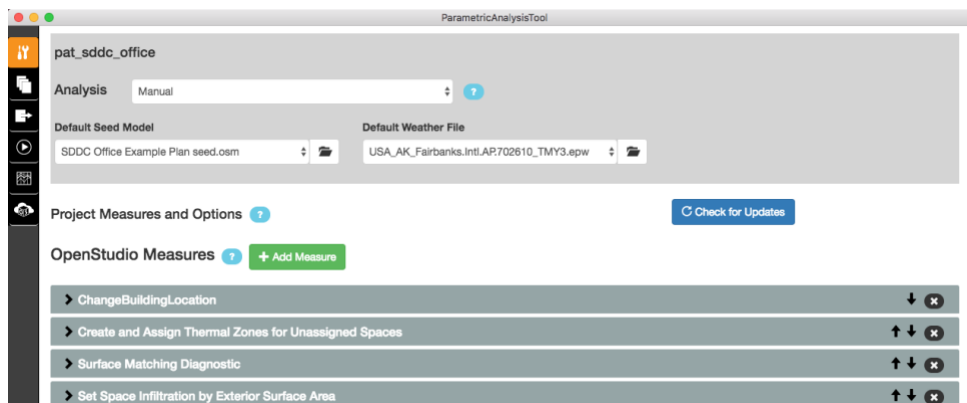 ParametricAnalysisTool
pat_sddc_office
Analysis Manual ?
Default Seed Model Default Weather File
SDDC Office Example Plan seed.osm USA_AK_Fairbanks.Intl.AP.702610_TMY3.epw
Project Measures and Options ? Check for Updates
OpenStudio Measures ? + Add Measure
ChangeBuildingLocation
Create and Assign Thermal Zones for Unassigned Spaces
Surface Matching Diagnostic
Set Space Infiltration by Exterior Surface Area